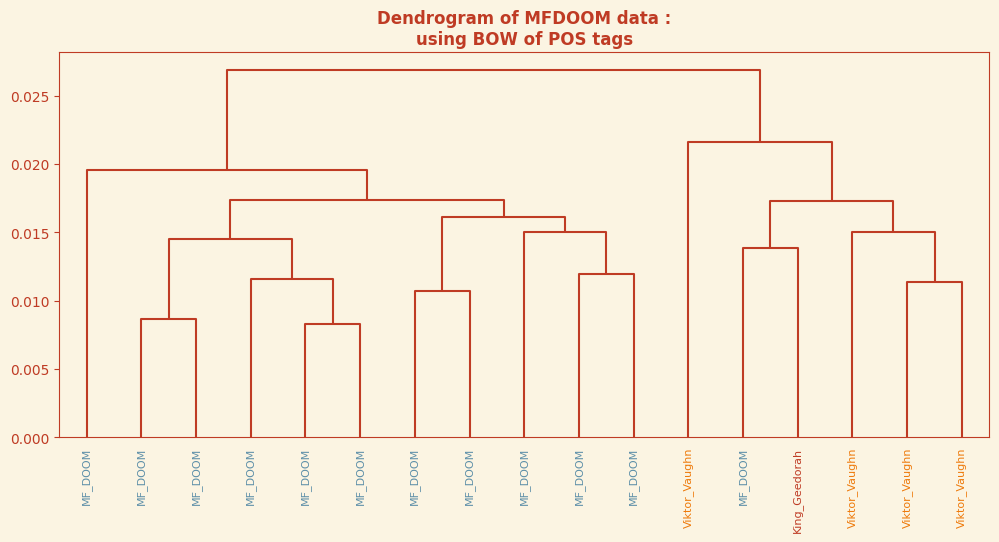 Dendrogram of MFDOOM data :
using BOW of POS tags
0.025
0.020
0.015
0.010
0.005
0.000
MF_DOOM
MF_DOOM
MF_DOOM
MF_DOOM
MF_DOOM
MF_DOOM
MF_DOOM
MF_DOOM
MF_DOOM
MF_DOOM
MF_DOOM
Viktor_Vaughn
MF_DOOM
King_Geedorah
Viktor_Vaughn
Viktor_Vaughn
Viktor_Vaughn